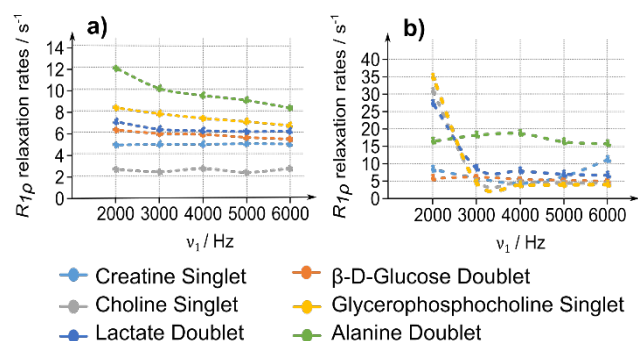 a)
R1ρ relaxation rates / s-1
14
12
10
8
6
4
2
0
2000 3000 4000 5000 6000
ν1 / Hz
b)
R1ρ relaxation rates / s-1
40
35
30
25
20
15
10
5
0
2000 3000 4000 5000 6000
ν1 / Hz
Creatine Singlet
β-D-Glucose Doublet
Choline Singlet
Glycerophosphocholine Singlet
Lactate Doublet
Alanine Doublet